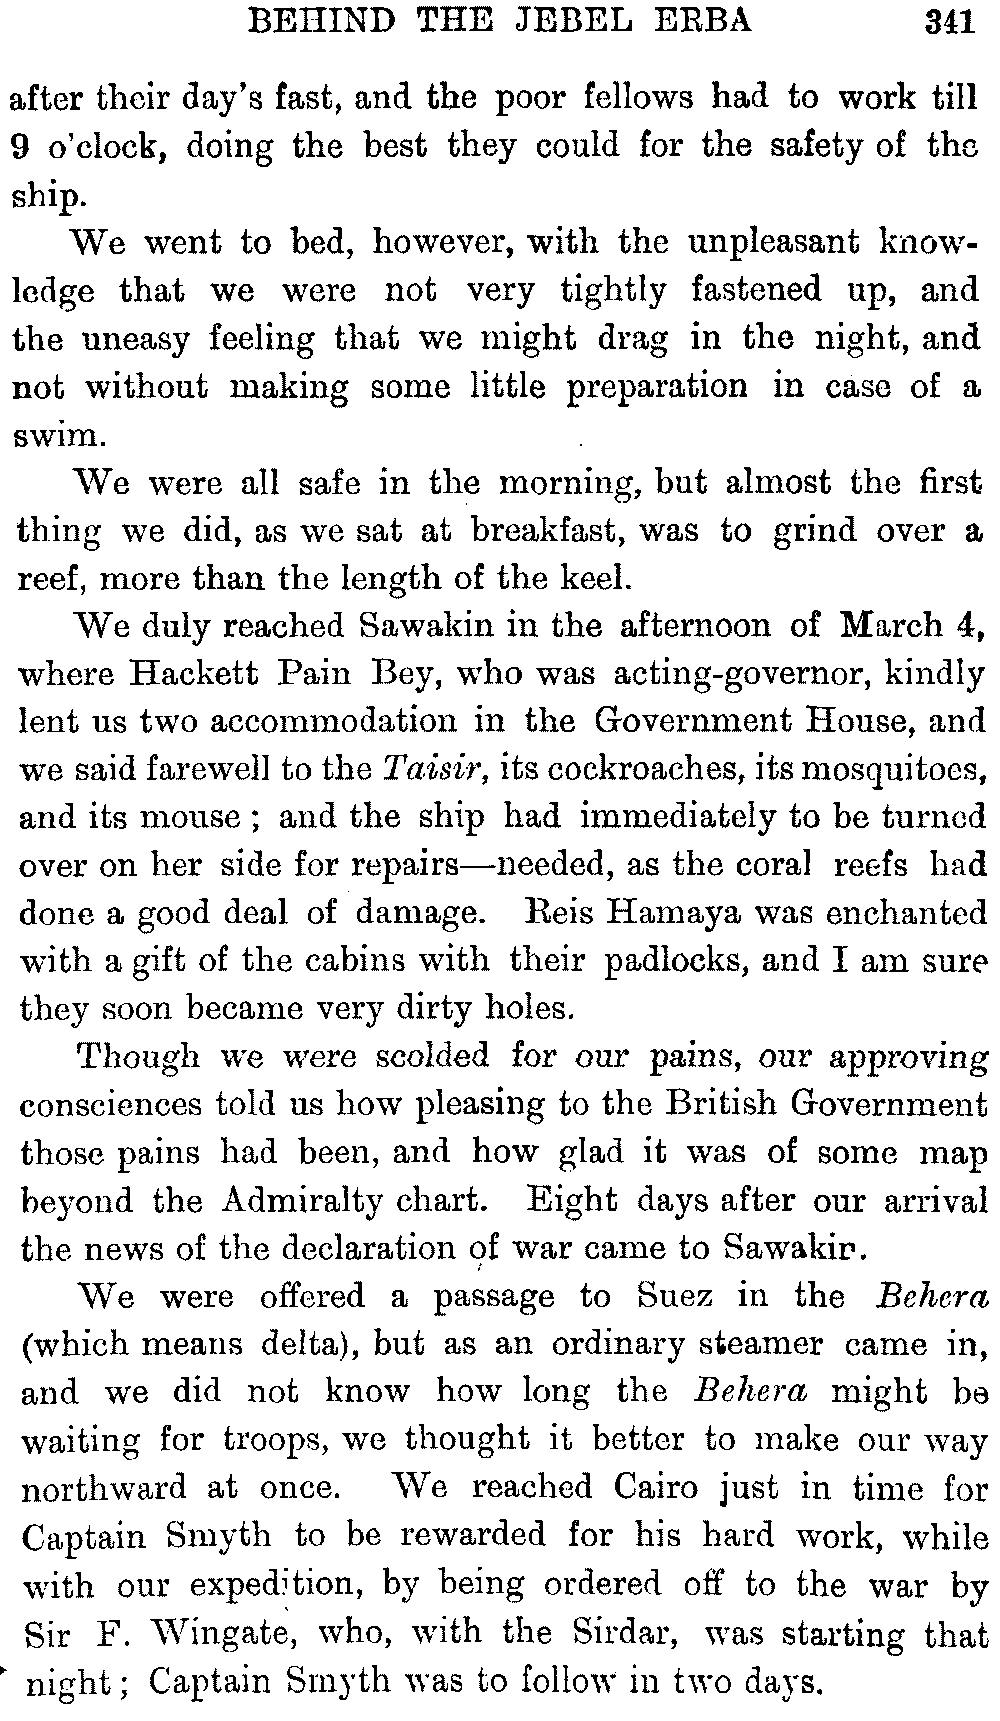 BEHIND THE JEBEL ERBA 341
after their day's fast, and the poor fellows had to work till
9 o'clock, doing the best they could for the safety of the
ship.
We went to bed, however, with the unpleasant know-
ledge that we were not very tightly fastened up, and
the uneasy feeling that we might drag in the night, and
not without making some little preparation in case of a
swim.
We were all safe in the morning, but almost the first
thing we did, as we sat at breakfast, was to grind over a
reef, more than the length of the keel.
We duly reached Sawakin in the afternoon of March 4,
where Hackett Pain Bey, who was acting-governor, kindly
lent us two accommodation in the Government House, and
we said farewell to the Taisir, its cockroaches, its mosquitoes,
and its mouse ; and the ship had immediately to be turned
over on her side for repairs—needed, as the coral reefs had
done a good deal of damage. Reis Hamaya was enchanted
with a gift of the cabins with their padlocks, and I am sure
they soon became very dirty holes.
Though we were scolded for our pains, our approving
consciences told us how pleasing to the British Government
those pains had been, and how glad it was of some map
beyond the Admiralty chart. Eight days after our arrival
the news of the declaration of war came to Sawakin.
We were offered a passage to Suez in the Behera
(which means delta), but as an ordinary steamer came in,
and we did not know how long the Behera might be
waiting for troops, we thought it better to make our way
northward at once. We reached Cairo just in time for
Captain Smyth to be rewarded for his hard work, while
with our expedition, by being ordered off to the war by
Sir F. Wingate, who, with the Sirdar, was starting that
night ; Captain Smyth was to follow in two days.